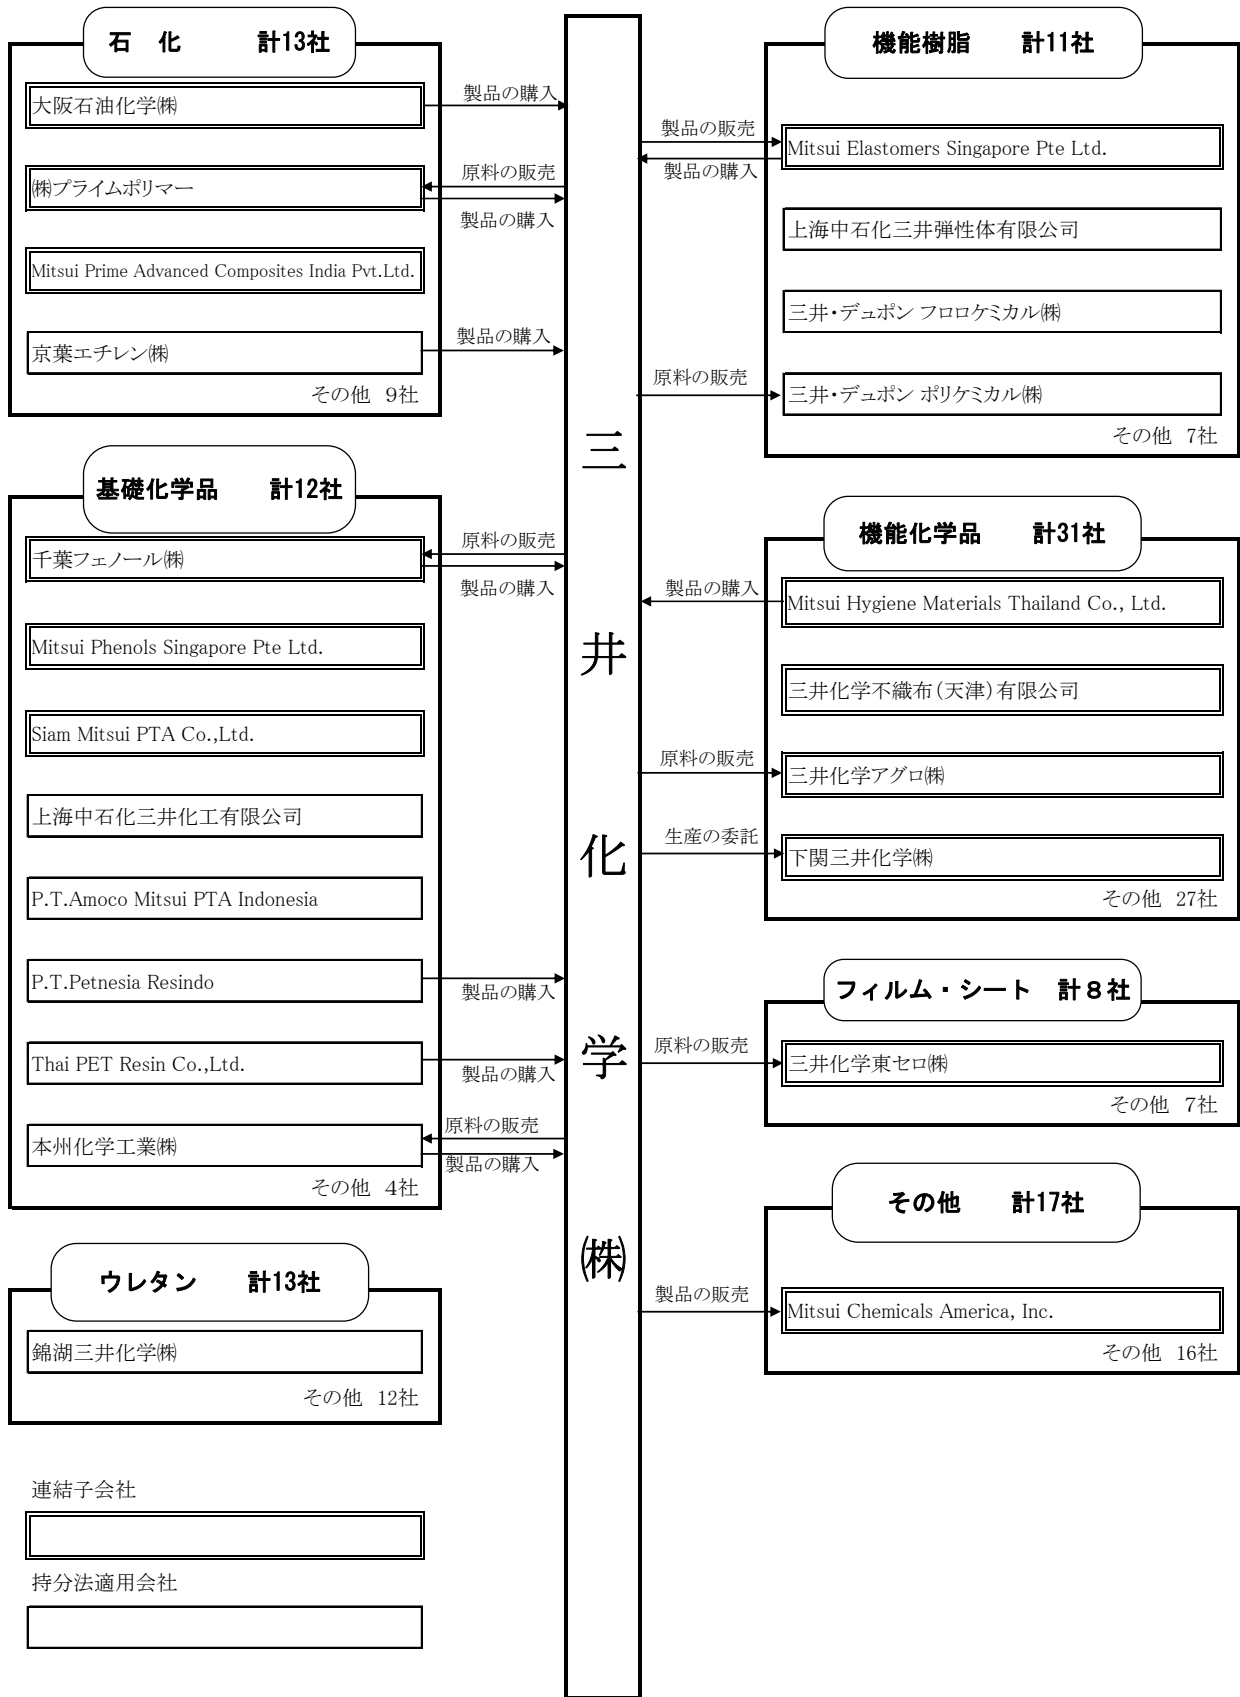 石　化　　　計13社
大阪石油化学㈱
製品の購入
㈱プライムポリマー
原料の販売
製品の購入
Mitsui Prime Advanced Composites India Pvt.Ltd.
京葉エチレン㈱
製品の購入
その他 9社
基礎化学品　　計12社
千葉フェノール㈱
原料の販売
製品の購入
Mitsui Phenols Singapore Pte Ltd.
Siam Mitsui PTA Co.,Ltd.
上海中石化三井化工有限公司
P.T.Amoco Mitsui PTA Indonesia
P.T.Petnesia Resindo
製品の購入
Thai PET Resin Co.,Ltd.
製品の購入
本州化学工業㈱
原料の販売
製品の購入
その他 4社
ウレタン　　計13社
錦湖三井化学㈱
その他 12社
連結子会社
持分法適用会社
三井化学㈱
機能樹脂　　計11社
製品の販売
Mitsui Elastomers Singapore Pte Ltd.
製品の購入
上海中石化三井弾性体有限公司
三井・デュポン フロロケミカル㈱
原料の販売
三井・デュポン ポリケミカル㈱
その他 7社
機能化学品　　計31社
製品の購入
Mitsui Hygiene Materials Thailand Co., Ltd.
三井化学不織布(天津)有限公司
原料の販売
三井化学アグロ㈱
生産の委託
下関三井化学㈱
その他 27社
フィルム・シート　計８社
原料の販売
三井化学東セロ㈱
その他 7社
その他　　計17社
製品の販売
Mitsui Chemicals America, Inc.
その他 16社